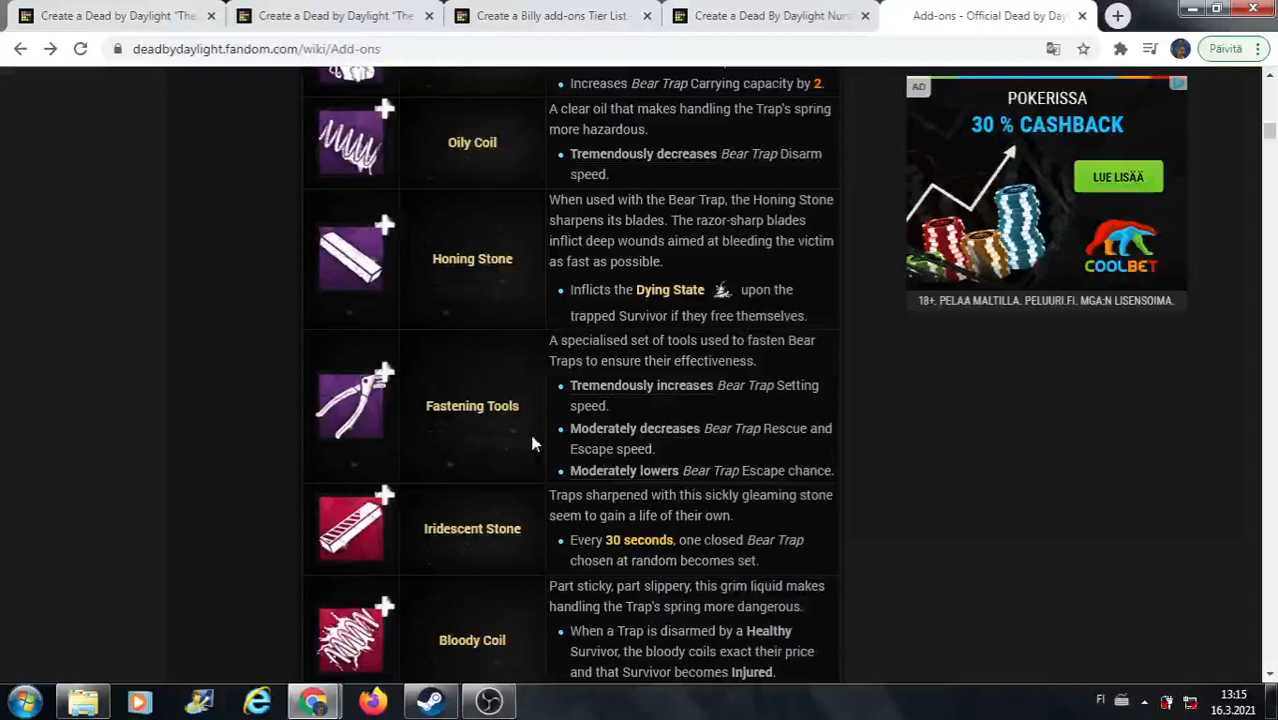 Create a Dead by Daylight "The
Create a Dead by Daylight "The
Create a Billy add-ons Tier List -
Create a Dead By Daylight Nurs
Add-ons - Official Dead by Day
deadbydaylight.fandom.com/wiki/Add-ons
Päivitä
Increases Bear Trap Carrying capacity by 2.
Oily Coil
A clear oil that makes handling the Trap's spring
more hazardous.
Tremendously decreases Bear Trap Disarm
speed.
Honing Stone
When used with the Bear Trap, the Honing Stone
sharpens its blades. The razor-sharp blades
inflict deep wounds aimed at bleeding the victim
as fast as possible.
Inflicts the Dying State upon the
trapped Survivor if they free themselves.
Fastening Tools
A specialised set of tools used to fasten Bear
Traps to ensure their effectiveness.
Tremendously increases Bear Trap Setting
speed.
Moderately decreases Bear Trap Rescue and
Escape speed.
Moderately lowers Bear Trap Escape chance.
Iridescent Stone
Traps sharpened with this sickly gleaming stone
seem to gain a life of their own.
Every 30 seconds, one closed Bear Trap
chosen at random becomes set.
Bloody Coil
Part sticky, part slippery, this grim liquid makes
handling the Trap's spring more dangerous.
When a Trap is disarmed by a Healthy
Survivor, the bloody coils exact their price
and that Survivor becomes Injured.
AD
POKERISSA
30 % CASHBACK
LUE LISÄÄ
COOLBET
18+. PELAA MALTILLA. PELUURI.FI. MGA:N LISENSOIMA.
FI
13:15
16.3.2021